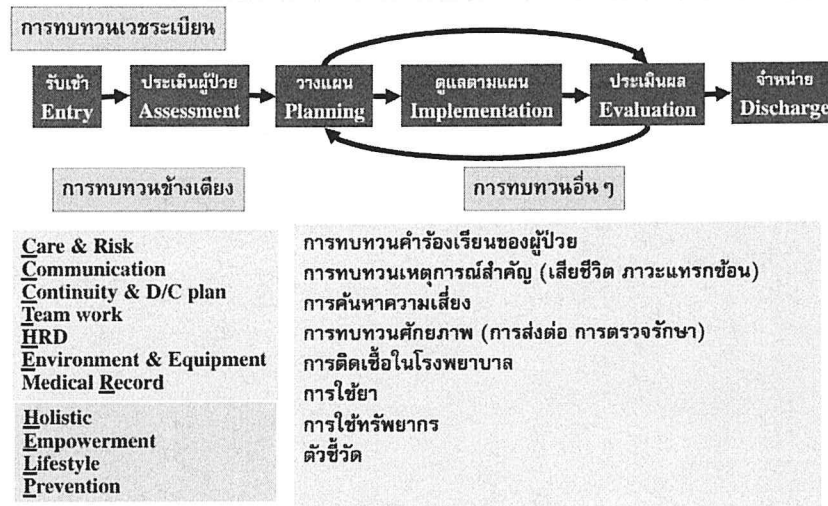 การทบทวนเวชระเบียน
รับเข้า
Entry
ประเมินผู้ป่วย
Assessment
วางแผน
Planning
ดูแลตามแผน
Implementation
ประเมินผล
Evaluation
จำหน่าย
Discharge
การทบทวนข้างเตียง
การทบทวนอื่น ๆ
Care & Risk
Communication
Continuity & D/C plan
Team work
HRD
Environment & Equipment
Medical Record
Holistic
Empowerment
Lifestyle
Prevention
การทบทวนคำร้องเรียนของผู้ป่วย
การทบทวนเหตุการณ์สำคัญ (เสียชีวิต ภาวะแทรกซ้อน)
การค้นหาความเสี่ยง
การทบทวนศักยภาพ (การส่งต่อ การตรวจรักษา)
การติดเชื้อในโรงพยาบาล
การใช้ยา
การใช้ทรัพยากร
ตัวชี้วัด